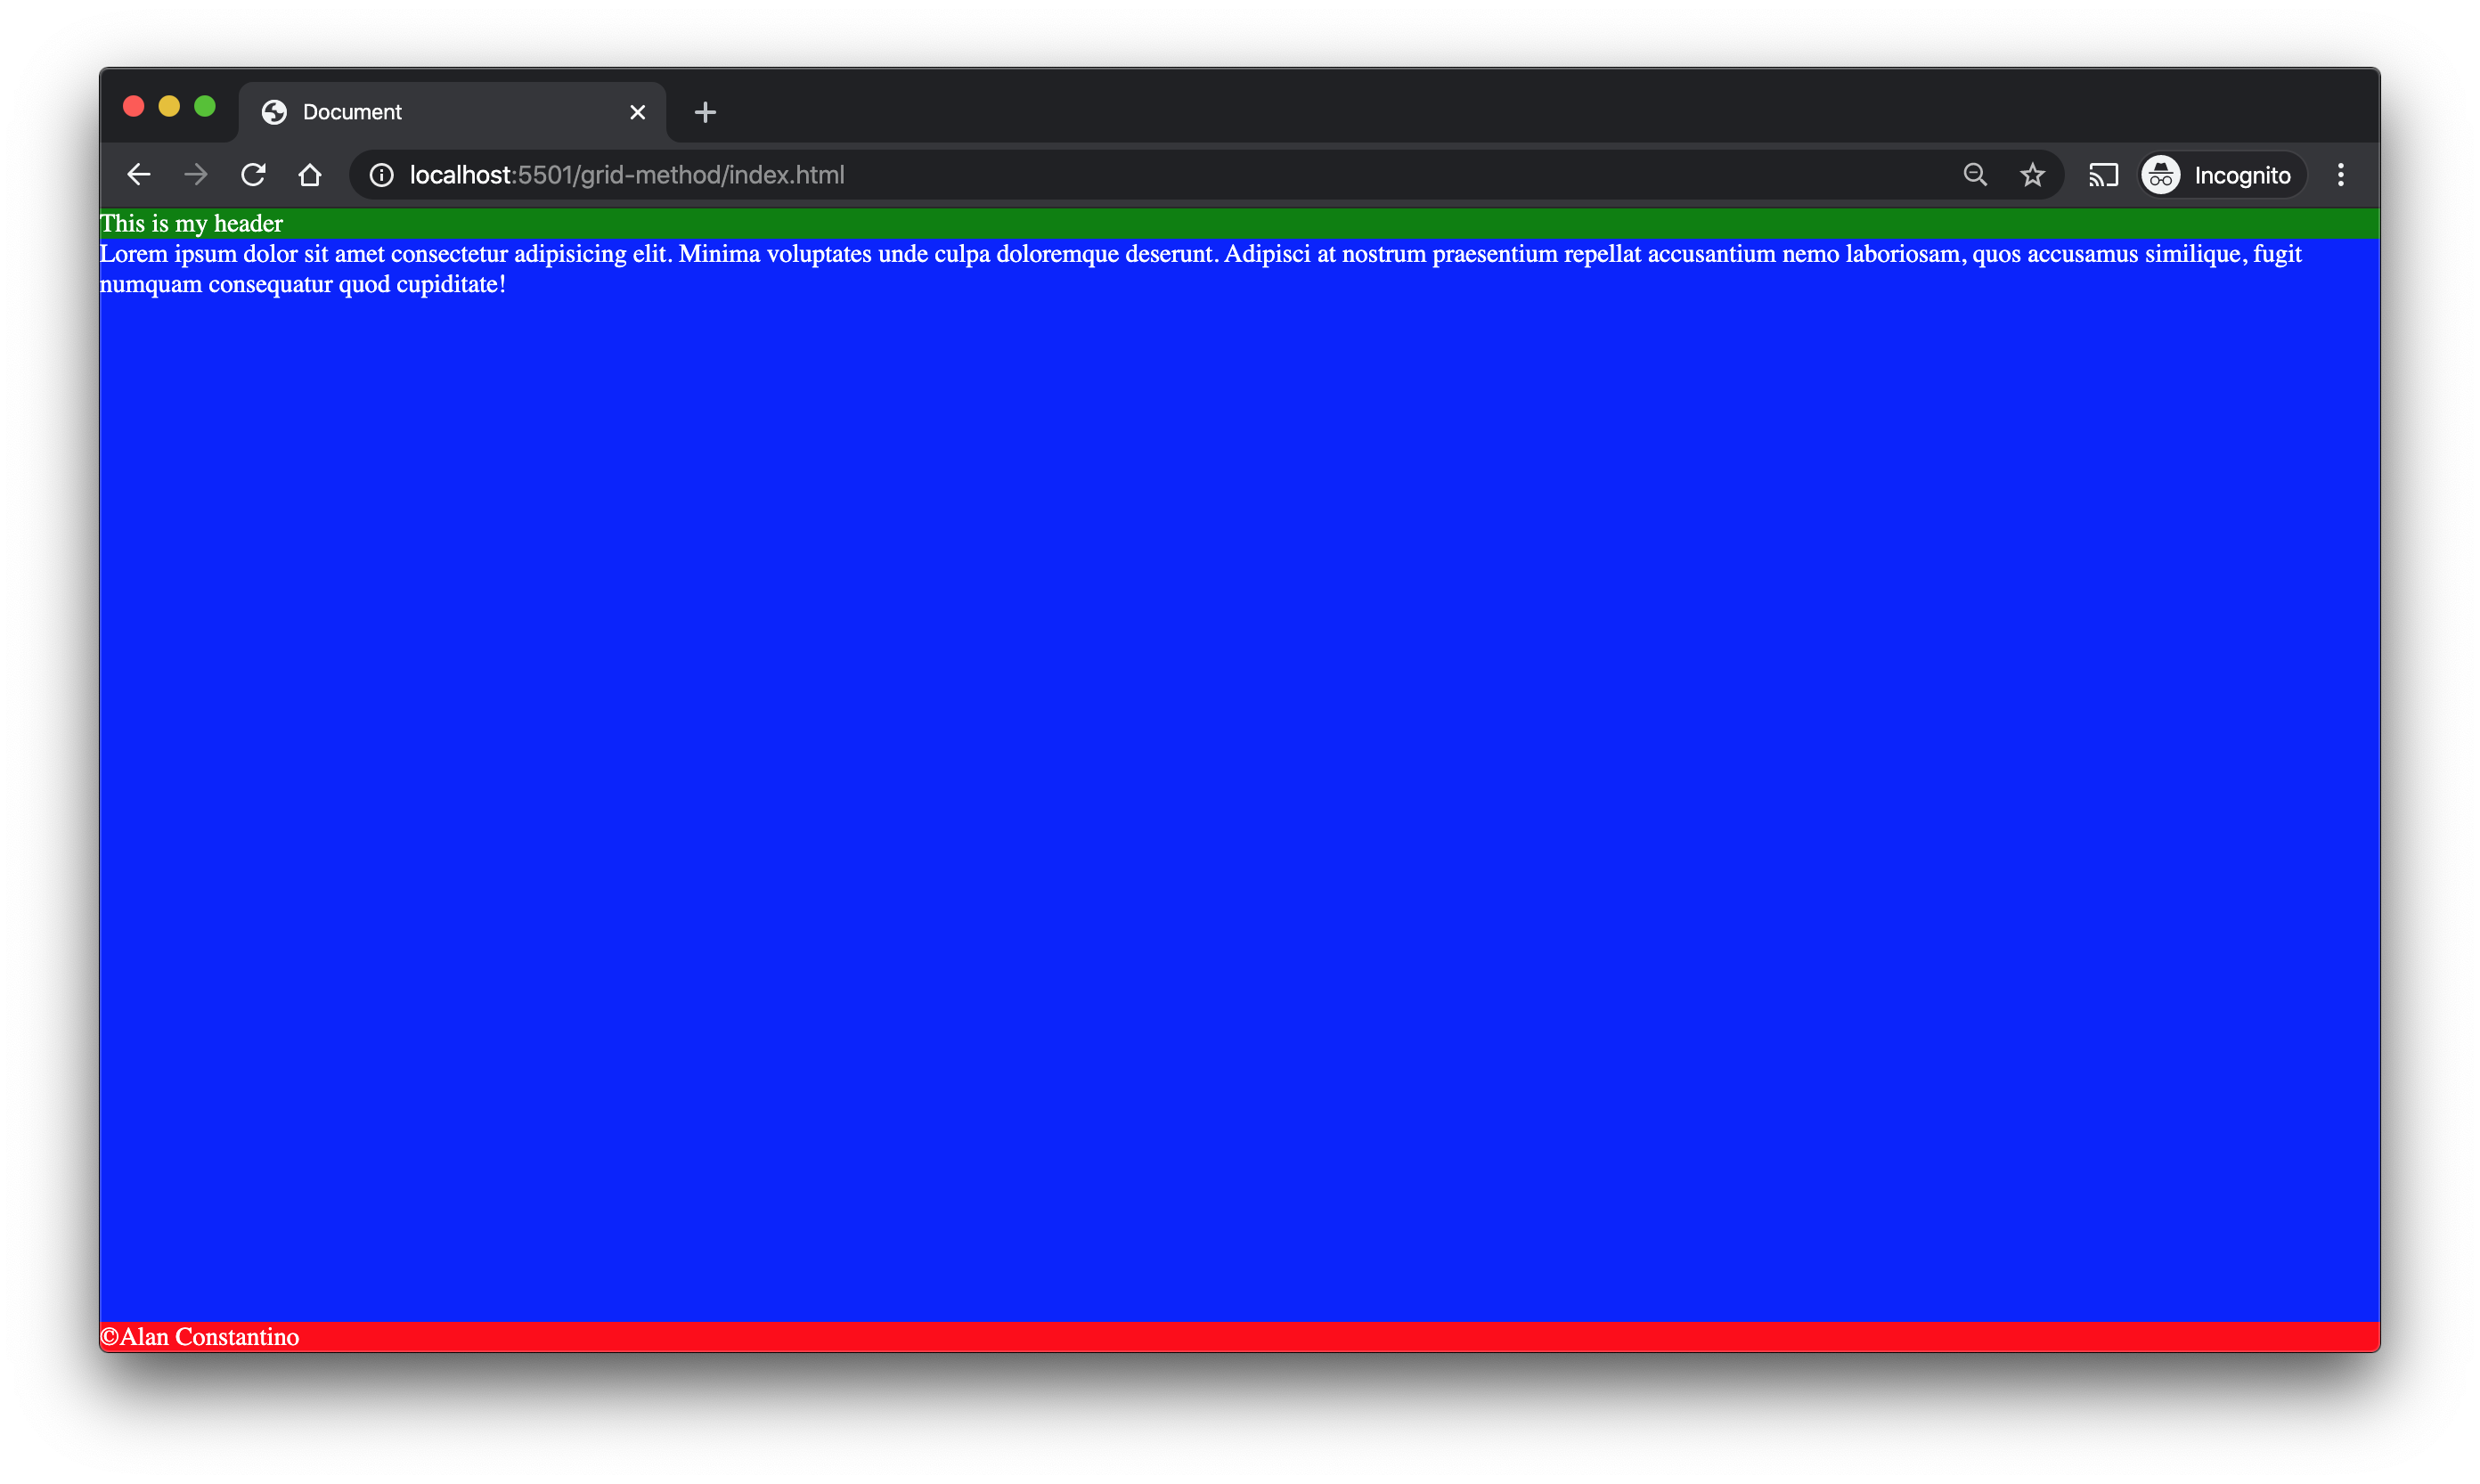 Document
localhost:5501/grid-method/index.html
Incognito
This is my header
Lorem ipsum dolor sit amet consectetur adipisicing elit. Minima voluptates unde culpa doloremque deserunt. Adipisci at nostrum praesentium repellat accusantium nemo laboriosam, quos accusamus similique, fugit
numquam consequatur quod cupiditate!
©Alan Constantino